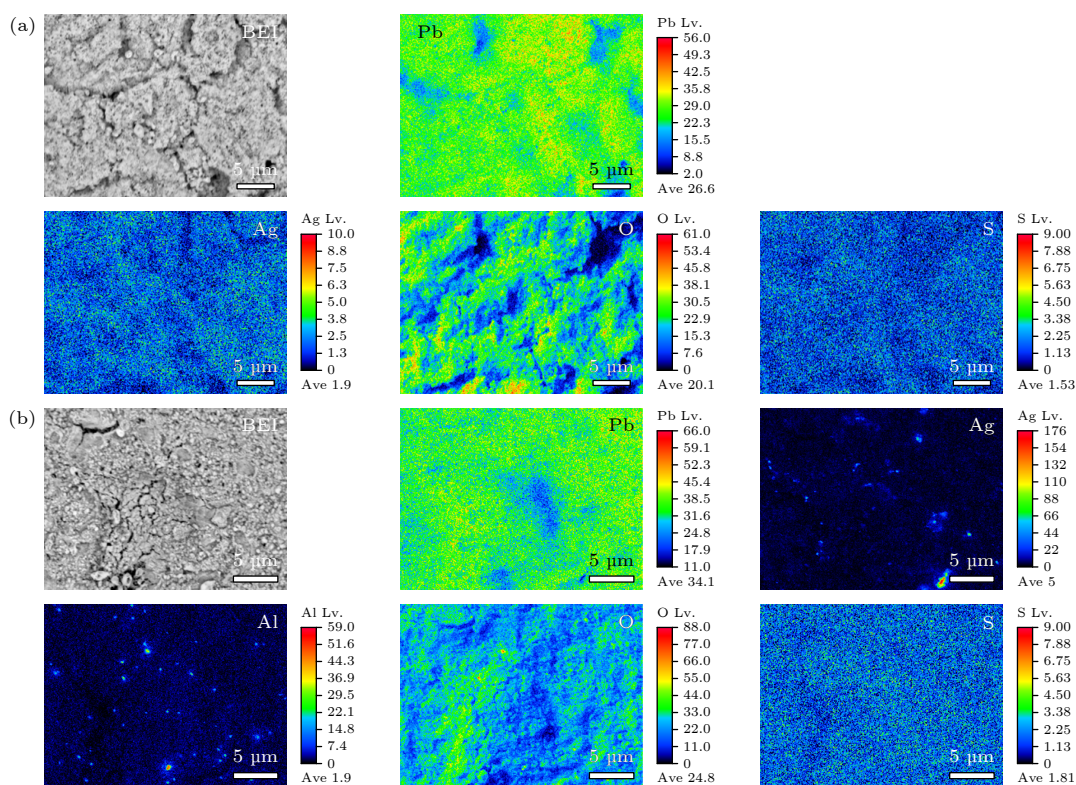 (a)
BEI
5 µm
Pb
5 µm
Pb Lv.
56.0
49.3
42.5
35.8
29.0
22.3
15.5
8.8
2.0
Ave 26.6
Ag
5 µm
Ag Lv.
10.0
8.8
7.5
6.3
5.0
3.8
2.5
1.3
0
Ave 1.9
O
5 µm
O Lv.
61.0
53.4
45.8
38.1
30.5
22.9
15.3
7.6
0
Ave 20.1
S
5 µm
S Lv.
9.00
7.88
6.75
5.63
4.50
3.38
2.25
1.13
0
Ave 1.53
(b)
BEI
5 µm
Pb
5 µm
Pb Lv.
66.0
59.1
52.3
45.4
38.5
31.6
24.8
17.9
11.0
Ave 34.1
Ag
5 µm
Ag Lv.
176
154
132
110
88
66
44
22
0
Ave 5
Al
5 µm
Al Lv.
59.0
51.6
44.3
36.9
29.5
22.1
14.8
7.4
0
Ave 1.9
O
5 µm
O Lv.
88.0
77.0
66.0
55.0
44.0
33.0
22.0
11.0
0
Ave 24.8
S
5 µm
S Lv.
9.00
7.88
6.75
5.63
4.50
3.38
2.25
1.13
0
Ave 1.81